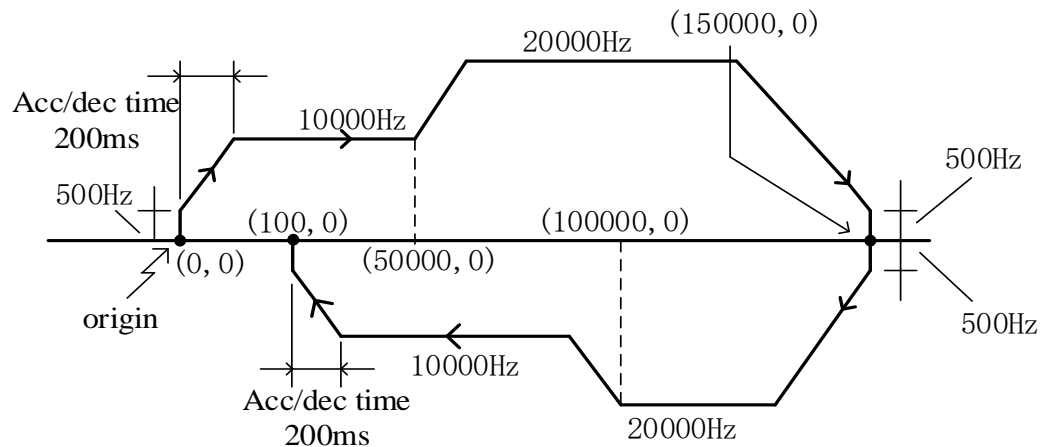 20000Hz
(150000,0)
Acc/dec time
200ms
10000Hz
500Hz
500Hz
(100,0)
(100000,0)
(0,0)
(50000,0)
origin
500Hz
10000Hz
Acc/dec time
200ms
20000Hz